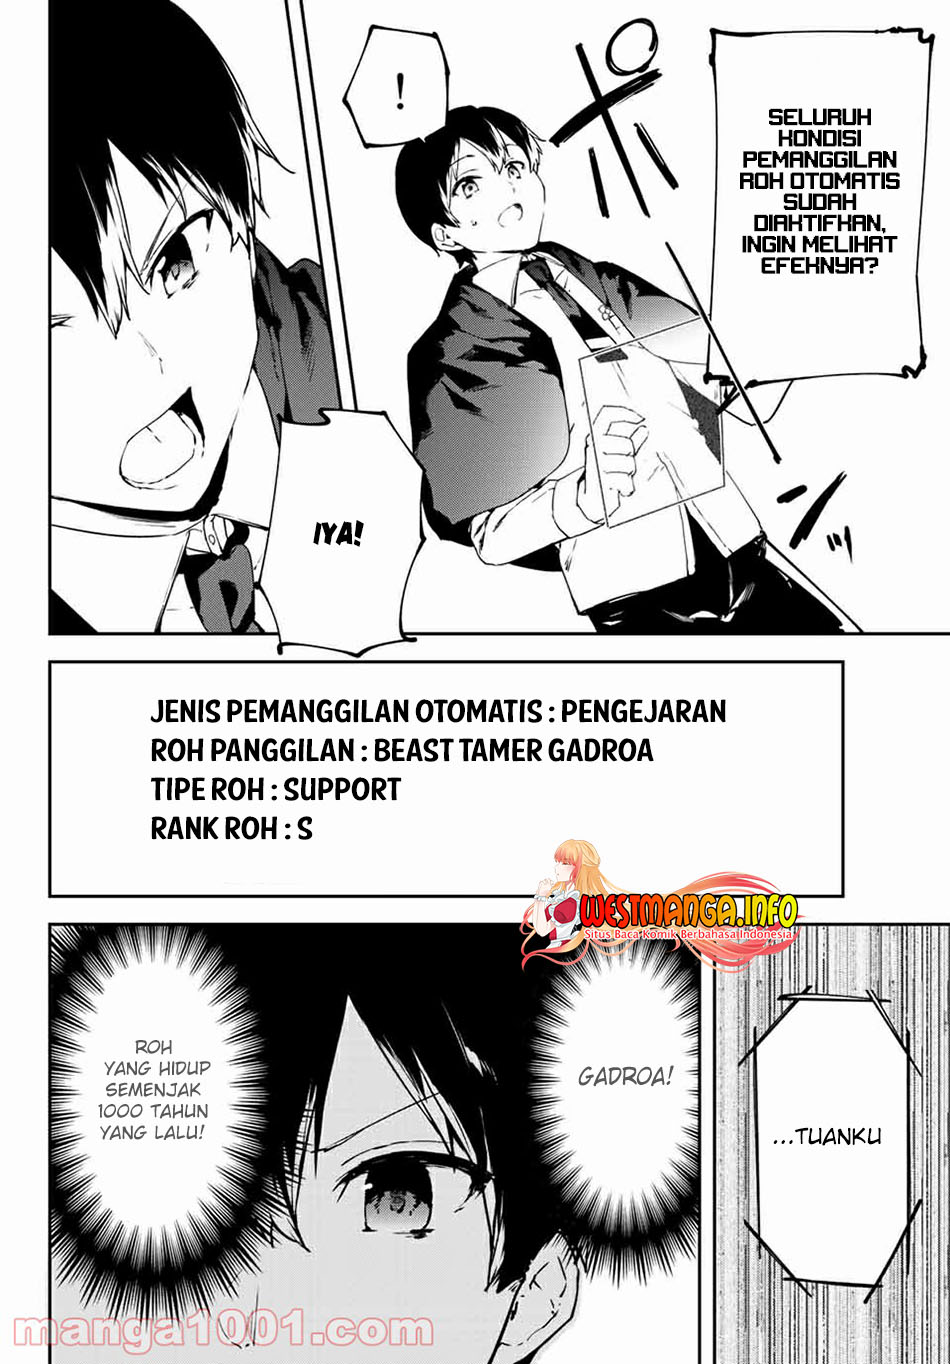 SELURUH
KONDISI
PEMANGGILAN
ROH OTOMATIS
SUDAH
DIAKTIFKAN,
INGIN MELIHAT
EFEKNYA?
!
ポ
IYA!
JENIS PEMANGGILAN OTOMATIS : PENGEJARAN
ROH PANGGILAN : BEAST TAMER GADROA
TIPE ROH : SUPPORT
RANK ROH : S
WESTMANGA.INFO
Situs Baca Komik Berbahasa Indonesia
...TUANKU
GADROA!
ROH
YANG HIDUP
SEMENJAK
1000 TAHUN
YANG LALU!
manga1001.com